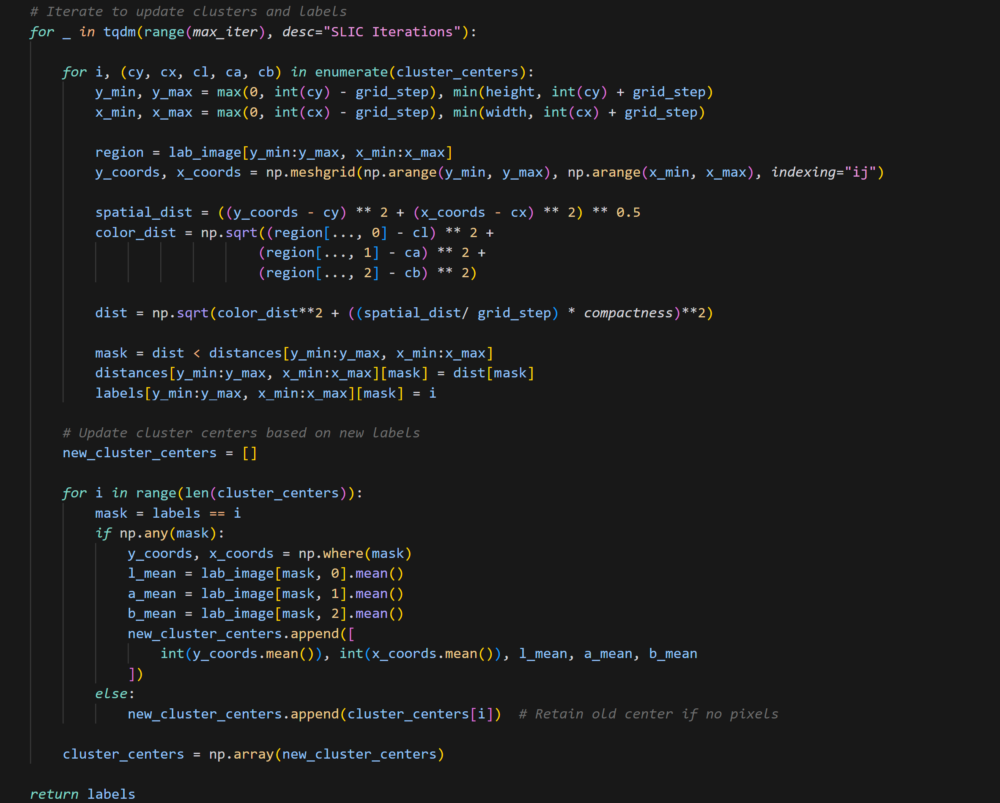 # Iterate to update clusters and labels
for _ in tqdm(range(max_iter), desc="SLIC Iterations"):
for i, (cy, cx, cl, ca, cb) in enumerate(cluster_centers):
y_min, y_max = max(0, int(cy) - grid_step), min(height, int(cy) + grid_step)
x_min, x_max = max(0, int(cx) - grid_step), min(width, int(cx) + grid_step)
region = lab_image[y_min:y_max, x_min:x_max]
y_coords, x_coords = np.meshgrid(np.arange(y_min, y_max), np.arange(x_min, x_max), indexing="ij")
spatial_dist = ((y_coords - cy) ** 2 + (x_coords - cx) ** 2) ** 0.5
color_dist = np.sqrt((region[..., 0] - cl) ** 2 +
(region[..., 1] - ca) ** 2 +
(region[..., 2] - cb) ** 2)
dist = np.sqrt(color_dist**2 + ((spatial_dist/ grid_step) * compactness)**2)
mask = dist < distances[y_min:y_max, x_min:x_max]
distances[y_min:y_max, x_min:x_max][mask] = dist[mask]
labels[y_min:y_max, x_min:x_max][mask] = i
# Update cluster centers based on new labels
new_cluster_centers = []
for i in range(len(cluster_centers)):
mask = labels == i
if np.any(mask):
y_coords, x_coords = np.where(mask)
l_mean = lab_image[mask, 0].mean()
a_mean = lab_image[mask, 1].mean()
b_mean = lab_image[mask, 2].mean()
new_cluster_centers.append([
int(y_coords.mean()), int(x_coords.mean()), l_mean, a_mean, b_mean
])
else:
new_cluster_centers.append(cluster_centers[i])  # Retain old center if no pixels
cluster_centers = np.array(new_cluster_centers)
return labels